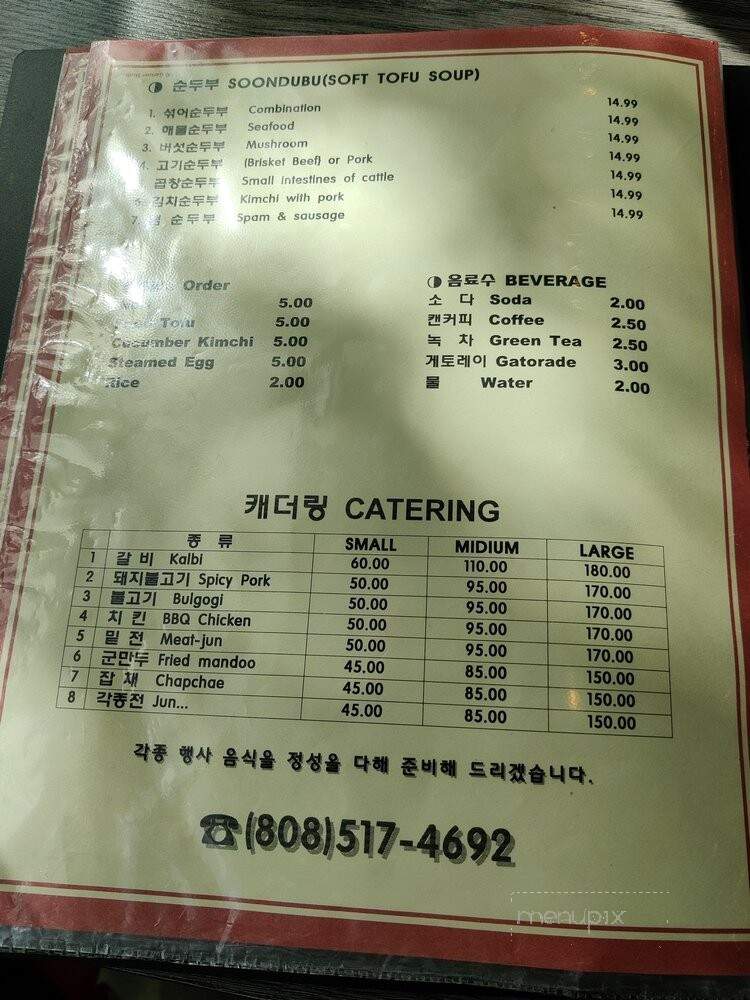 순두부 SOONDUBU(SOFT TOFU SOUP)
1. 섞어순두부 Combination 14.99
2. 해물순두부 Seafood 14.99
3. 버섯순두부 Mushroom 14.99
4. 고기순두부 (Brisket Beef) or Pork 14.99
곱창순두부 Small intestines of cattle 14.99
6. 김치순두부 Kimchi with pork 14.99
7. 순두부 Spam & sausage 14.99
Order
5.00
Tofu 5.00
Cucumber Kimchi 5.00
Steamed Egg 5.00
Rice 2.00
음료수 BEVERAGE
소 다 Soda 2.00
캔커피 Coffee 2.50
녹 차 Green Tea 2.50
게토레이 Gatorade 3.00
물 Water 2.00
캐더링 CATERING
종 류 SMALL MIDIUM LARGE
1 갈 비 Kalbi 60.00 110.00 180.00
2 돼지불고기 Spicy Pork 50.00 95.00 170.00
3 불고기 Bulgogi 50.00 95.00 170.00
4 치 킨 BBQ Chicken 50.00 95.00 170.00
5 밑 전 Meat-jun 50.00 95.00 170.00
6 군만두 Fried mandoo 45.00 85.00 150.00
7 잡 채 Chapchae 45.00 85.00 150.00
8 각종전 Jun... 45.00 85.00 150.00
각종 행사 음식을 정성을 다해 준비해 드리겠습니다.
☎(808)517-4692
menupix